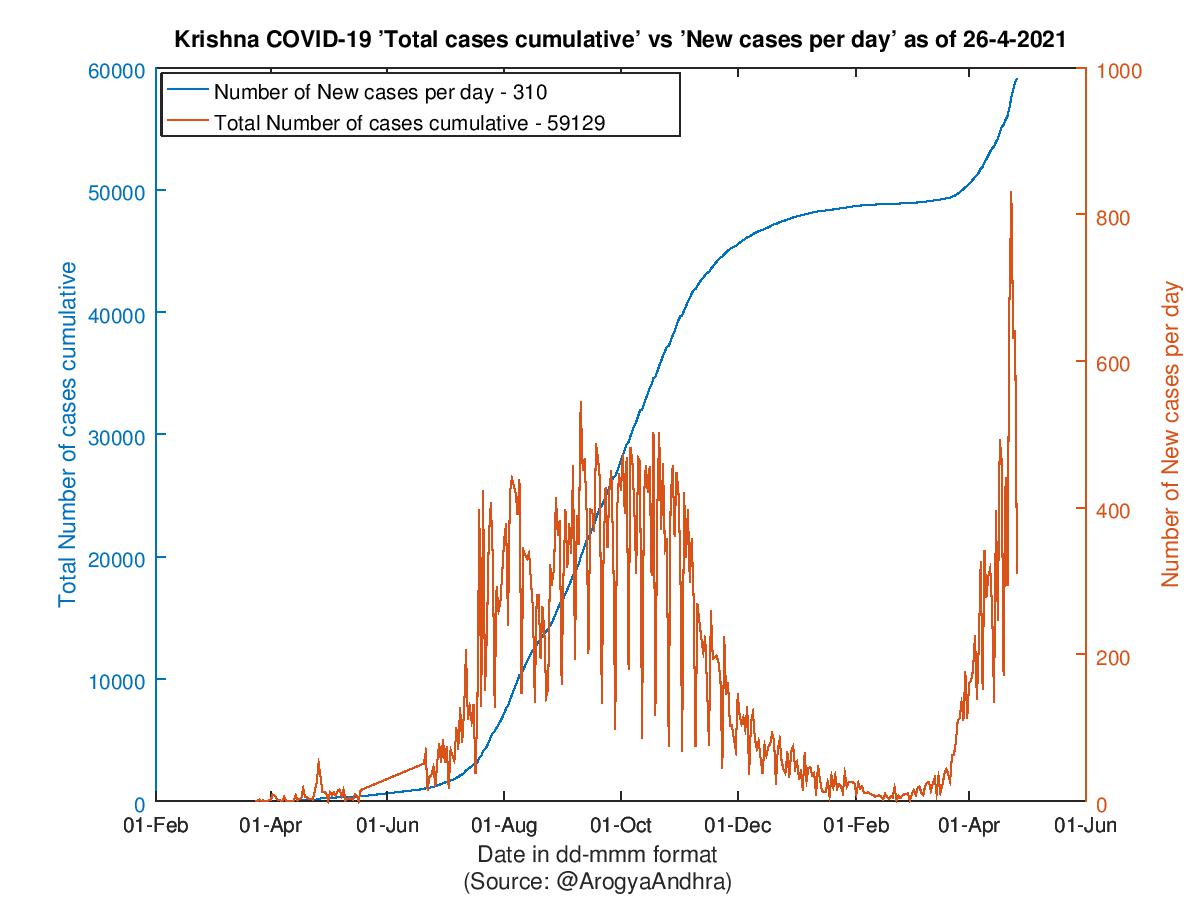 Krishna COVID-19 ’Total cases cumulative’ vs ’New cases per day’ as of 26-4-2021
Number of New cases per day - 310
Total Number of cases cumulative - 59129
Total Number of cases cumulative
60000
50000
40000
30000
20000
10000
0
1000
800
600
400
200
0
Number of New cases per day
01-Feb 01-Apr 01-Jun 01-Aug 01-Oct 01-Dec 01-Feb 01-Apr 01-Jun
Date in dd-mmm format
(Source: @ArogyaAndhra)